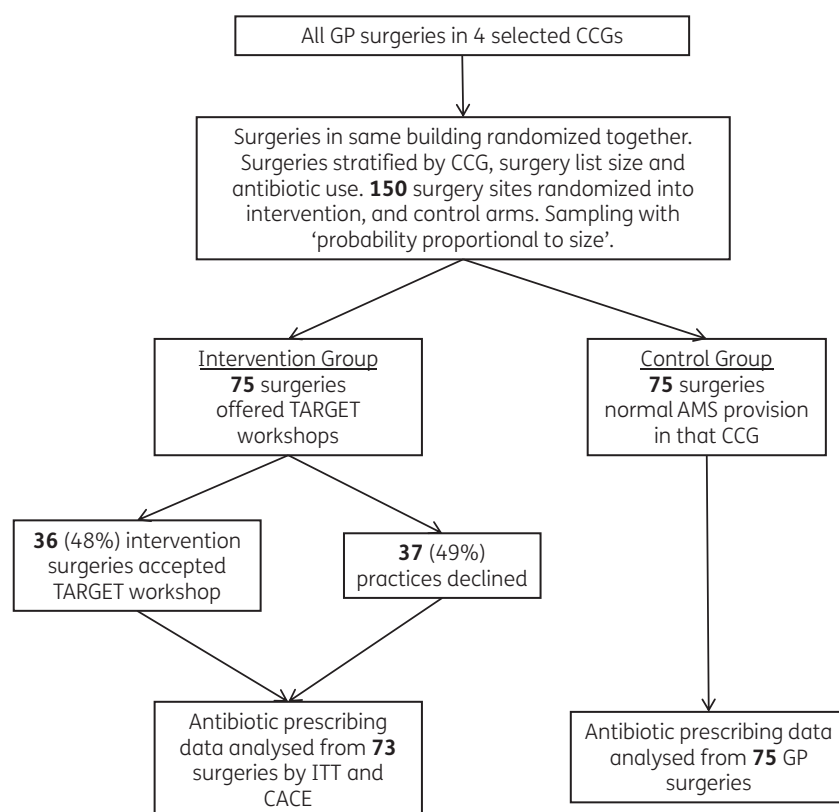 All GP surgeries in 4 selected CCGs
Surgeries in same building randomized together.
Surgeries stratified by CCG, surgery list size and
antibiotic use. 150 surgery sites randomized into
intervention, and control arms. Sampling with
‘probability proportional to size’.
Intervention Group
75 surgeries
offered TARGET
workshops
Control Group
75 surgeries
normal AMS provision
in that CCG
36 (48%) intervention
surgeries accepted
TARGET workshop
37 (49%)
practices declined
Antibiotic prescribing
data analysed from 73
surgeries by ITT and
CACE
Antibiotic prescribing data
analysed from 75 GP
surgeries